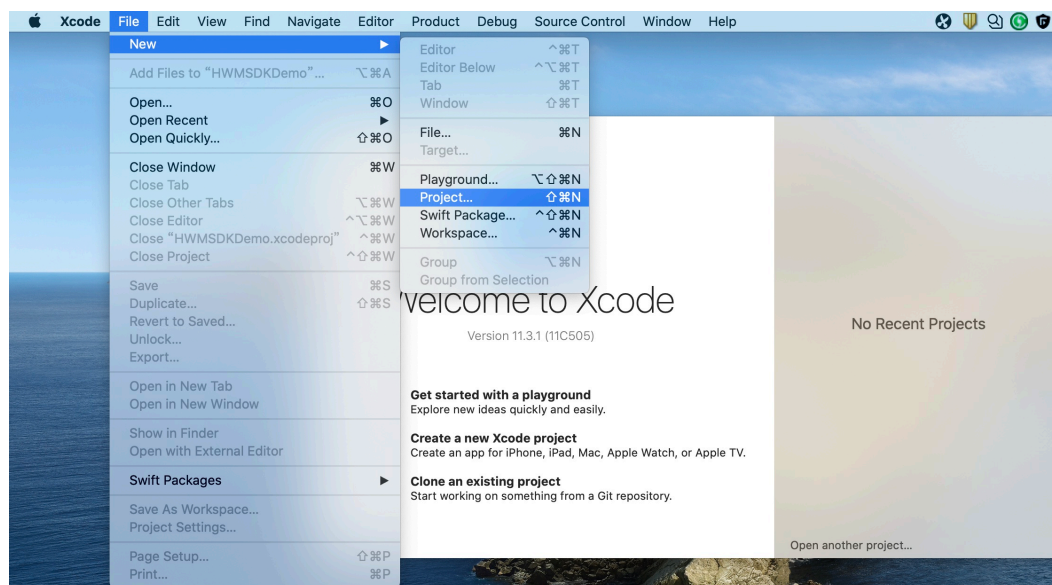 Xcode File Edit View Find Navigate Editor Product Debug Source Control Window Help
New ▶
Add Files to “HWMSDKDemo”... ⌥⌘A
Open... ⌘O
Open Recent ▶
Open Quickly... ⇧⌘O
Close Window ⌘W
Close Tab
Close Other Tabs ⌥⌘W
Close Editor ^⌥⌘W
Close “HWMSDKDemo.xcodeproj” ^⌘W
Close Project ^⇧⌘W
Save ⌘S
Duplicate... ⇧⌘S
Revert to Saved...
Unlock...
Export...
Open in New Tab
Open in New Window
Show in Finder
Open with External Editor
Swift Packages ▶
Save As Workspace...
Project Settings...
Page Setup... ⇧⌘P
Print... ⌘P
Editor ^⌘T
Editor Below ^⌥⌘T
Tab ⌘T
Window ⇧⌘T
File... ⌘N
Target...
Playground... ⌥⇧⌘N
Project... ⇧⌘N
Swift Package... ^⇧⌘N
Workspace... ^⌘N
Group ⌥⌘N
Group from Selection
Welcome to Xcode
Version 11.3.1 (11C505)
Get started with a playground
Explore new ideas quickly and easily.
Create a new Xcode project
Create an app for iPhone, iPad, Mac, Apple Watch, or Apple TV.
Clone an existing project
Start working on something from a Git repository.
No Recent Projects
Open another project...